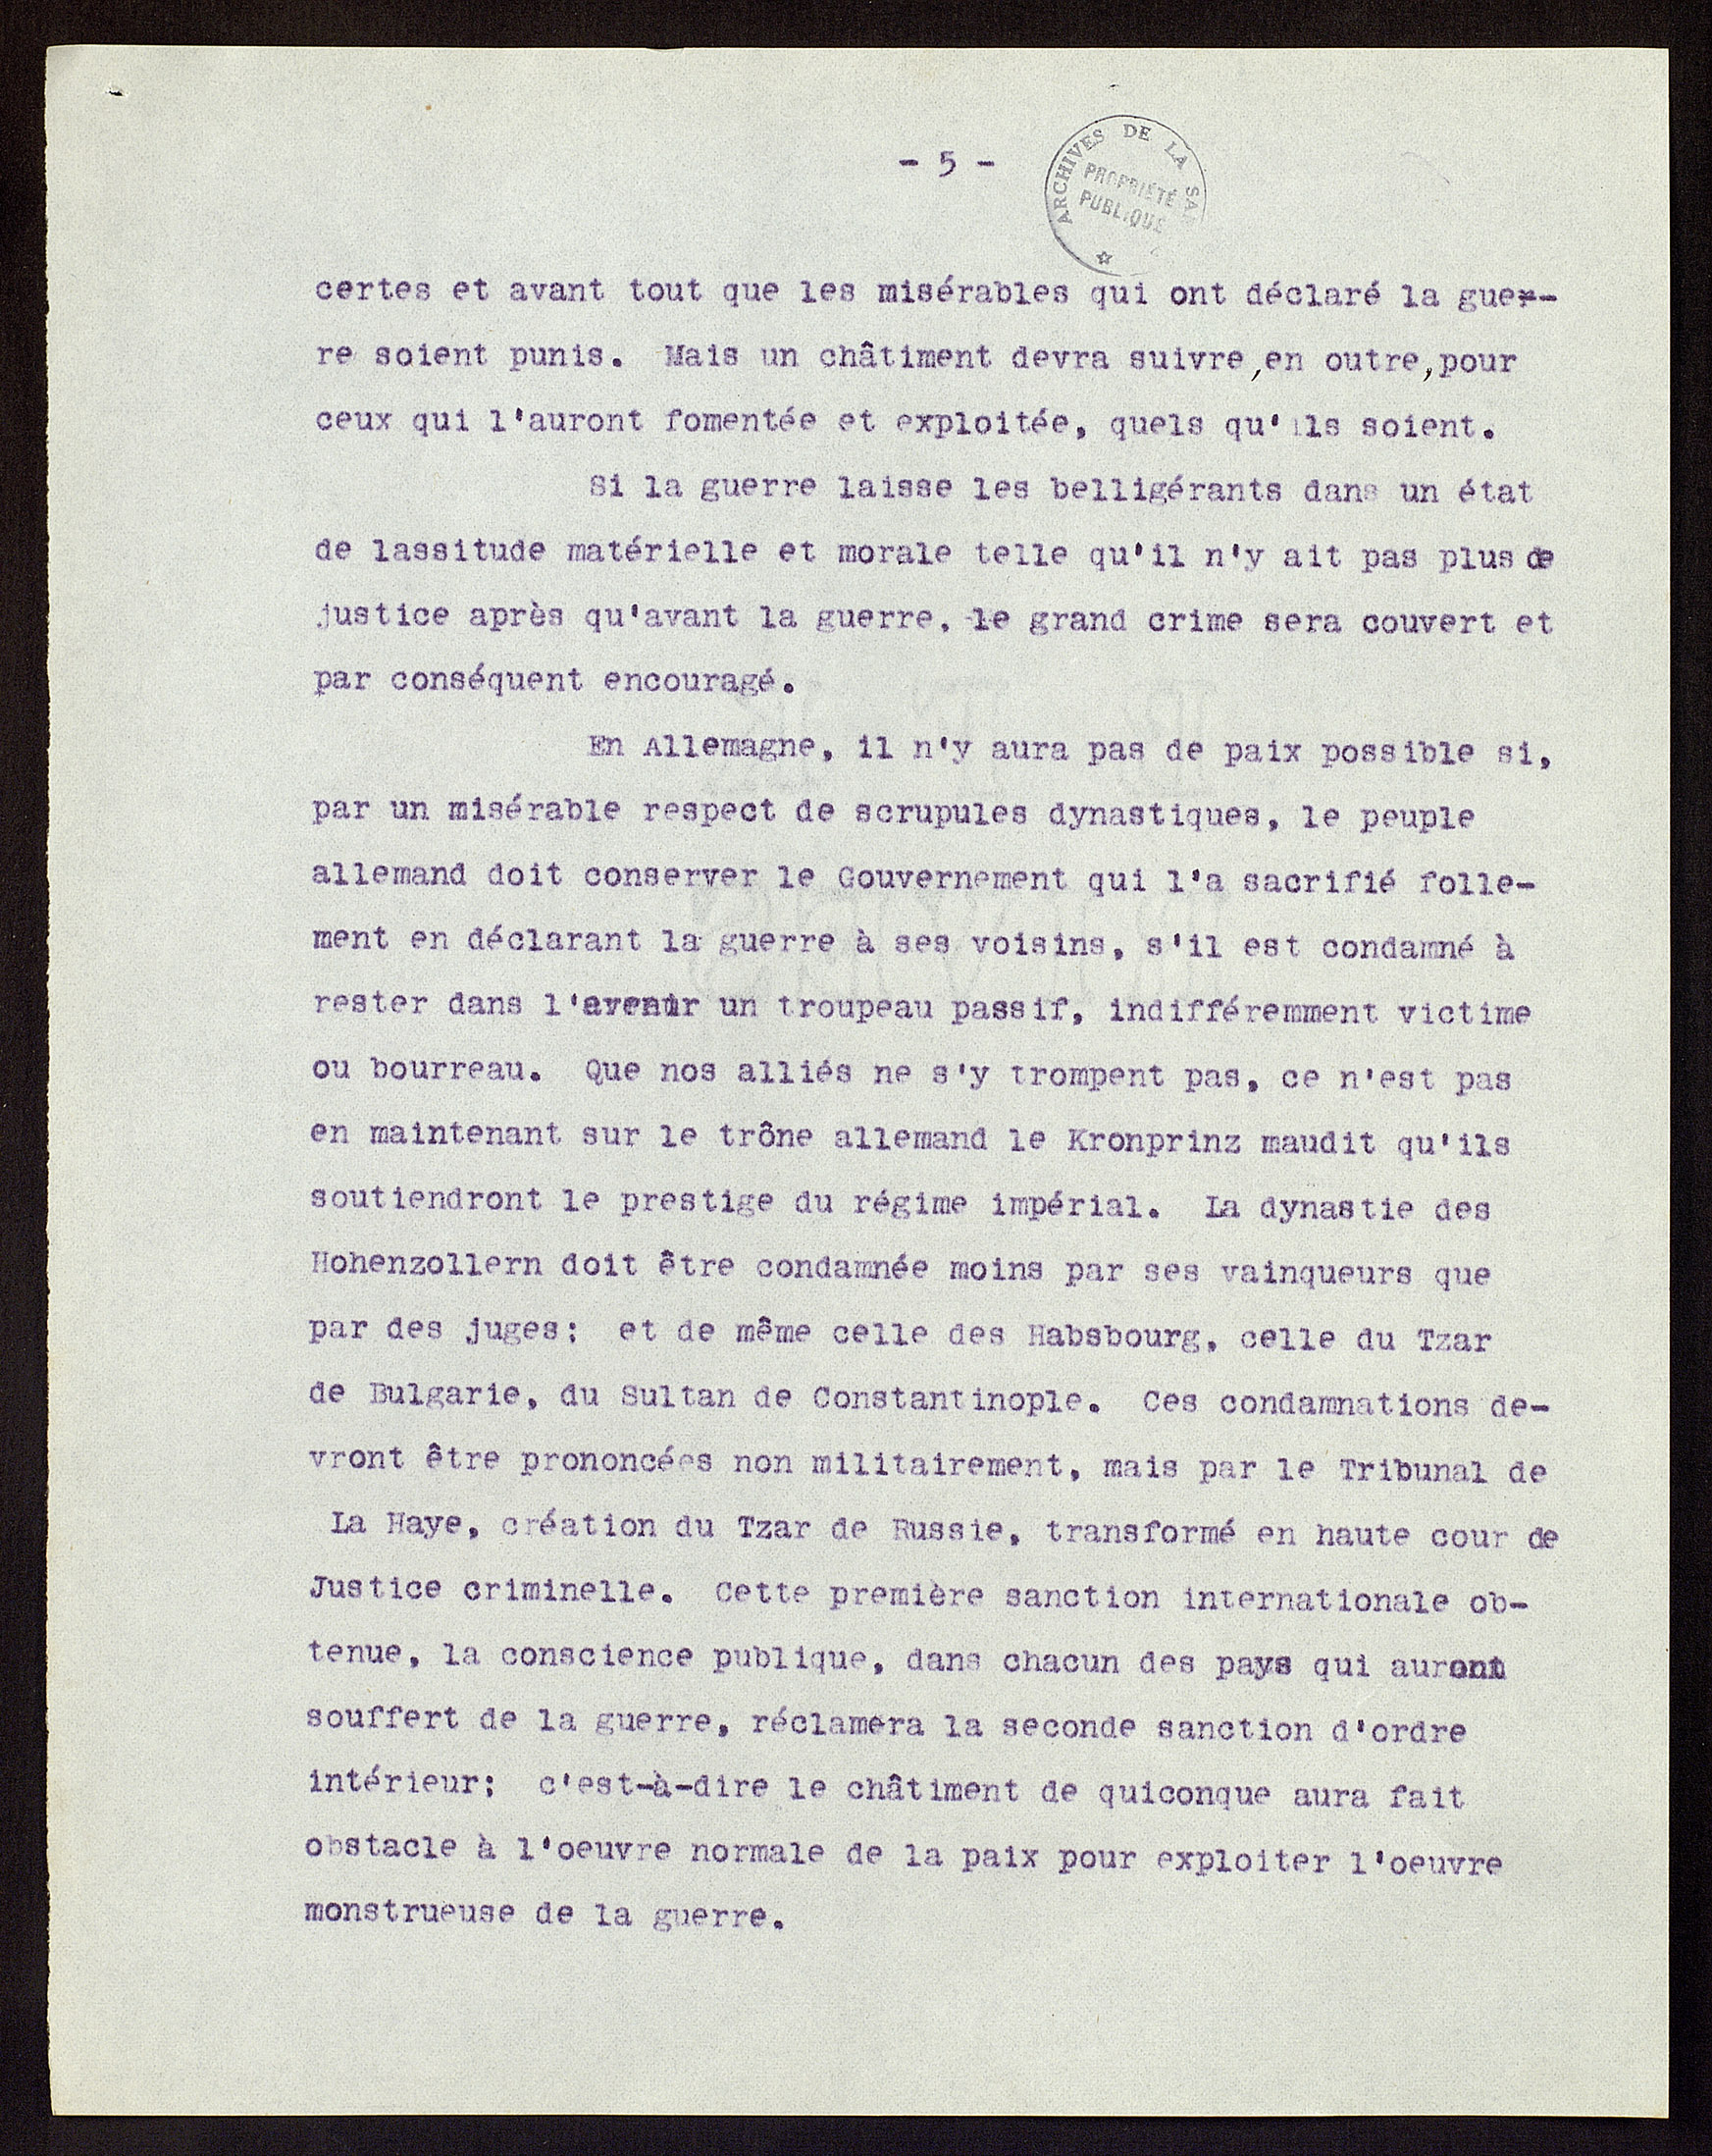 - 5 -
ARCHIVES DE LA
PROPRIÉTÉ
PUBLIQUE
certes et avant tout que les misérables qui ont déclaré la guer-
re soient punis. Mais un châtiment devra suivre, en outre, pour
ceux qui l'auront fomentée et exploitée, quels qu'ils soient.
Si la guerre laisse les belligérants dans un état
de lassitude matérielle et morale telle qu'il n'y ait pas plus de
justice après qu'avant la guerre, le grand crime sera couvert et
par conséquent encouragé.
En Allemagne, il n'y aura pas de paix possible si,
par un misérable respect de scrupules dynastiques, le peuple
allemand doit conserver le Gouvernement qui l'a sacrifié folle-
ment en déclarant la guerre à ses voisins, s'il est condamné à
rester dans l'avenir un troupeau passif, indifféremment victime
ou bourreau. Que nos alliés ne s'y trompent pas, ce n'est pas
en maintenant sur le trône allemand le Kronprinz maudit qu'ils
soutiendront le prestige du régime impérial. La dynastie des
Hohenzollern doit être condamnée moins par ses vainqueurs que
par des juges; et de même celle des Habsbourg, celle du Tzar
de Bulgarie, du Sultan de Constantinople. Ces condamnations de-
vront être prononcées non militairement, mais par le Tribunal de
La Haye, création du Tzar de Russie, transformé en haute cour de
Justice criminelle. Cette première sanction internationale ob-
tenue, la conscience publique, dans chacun des pays qui auront
souffert de la guerre, réclamera la seconde sanction d'ordre
intérieur; c'est-à-dire le châtiment de quiconque aura fait
obstacle à l'oeuvre normale de la paix pour exploiter l'oeuvre
monstrueuse de la guerre.